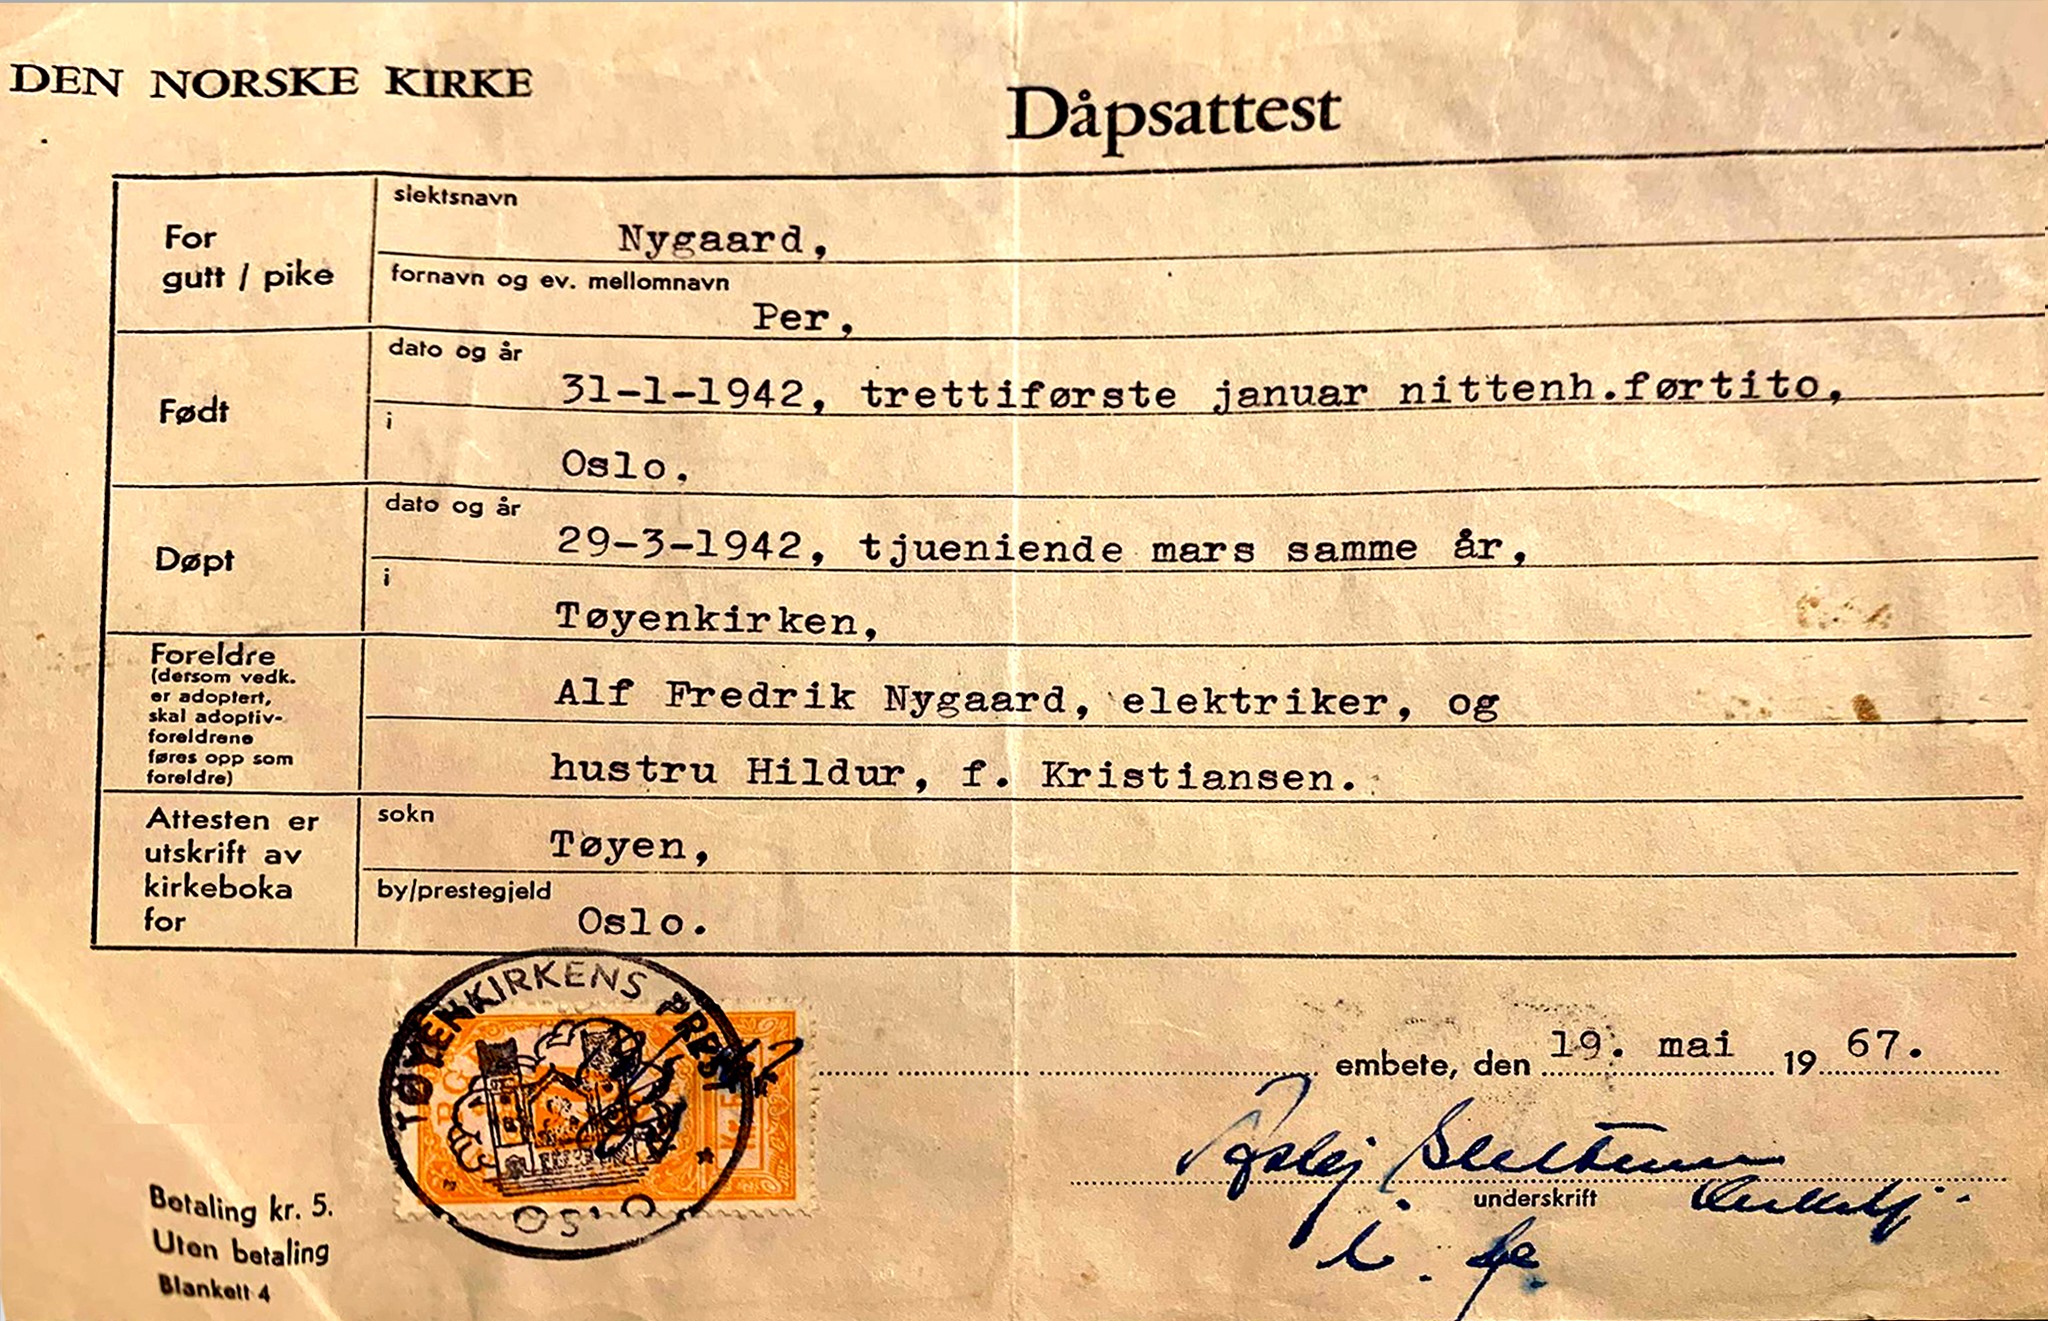 DEN NORSKE KIRKE
Dåpsattest
For
gutt / pike
slektsnavn
Nygaard,
fornavn og ev. mellomnavn
Per,
Født
dato og år
31-1-1942, trettiførste januar nittenh.førtito,
i
Oslo.
Døpt
dato og år
29-3-1942, tjueniende mars samme år,
i
Tøyenkirken,
Foreldre
(dersom vedk.
er adoptert,
skal adoptiv-
foreldrene
føres opp som
foreldre)
Alf Fredrik Nygaard, elektriker, og
hustru Hildur, f. Kristiansen.
Attesten er
utskrift av
kirkeboka
for
sokn
Tøyen,
by/prestegjeld
Oslo.
TØYENKIRKENS
OSLO
embete, den 19. mai 1967.
underskrift
Betaling kr. 5.
Uten betaling
Blankett 4